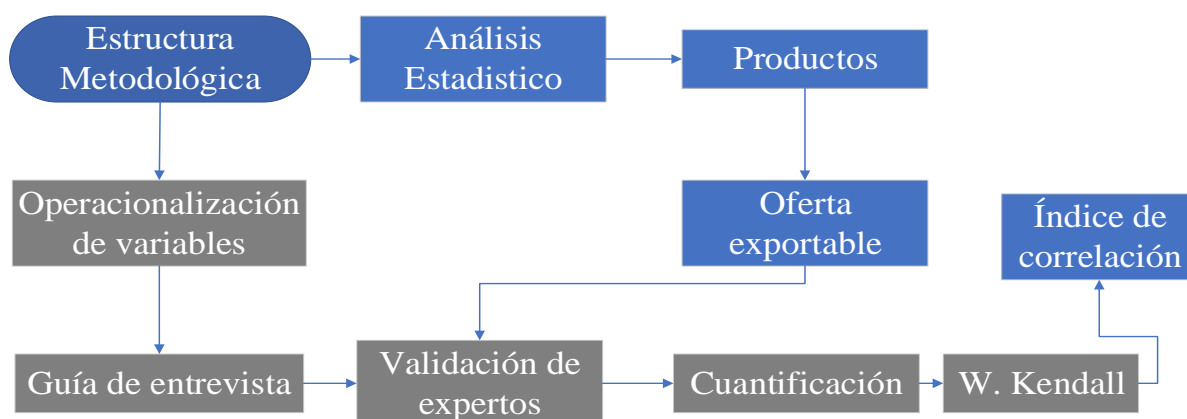 Estructura
Metodológica
Análisis
Estadistico
Productos
Operacionalización
de variables
Oferta
exportable
Índice de
correlación
Guía de entrevista
Validación de
expertos
Cuantificación
W. Kendall